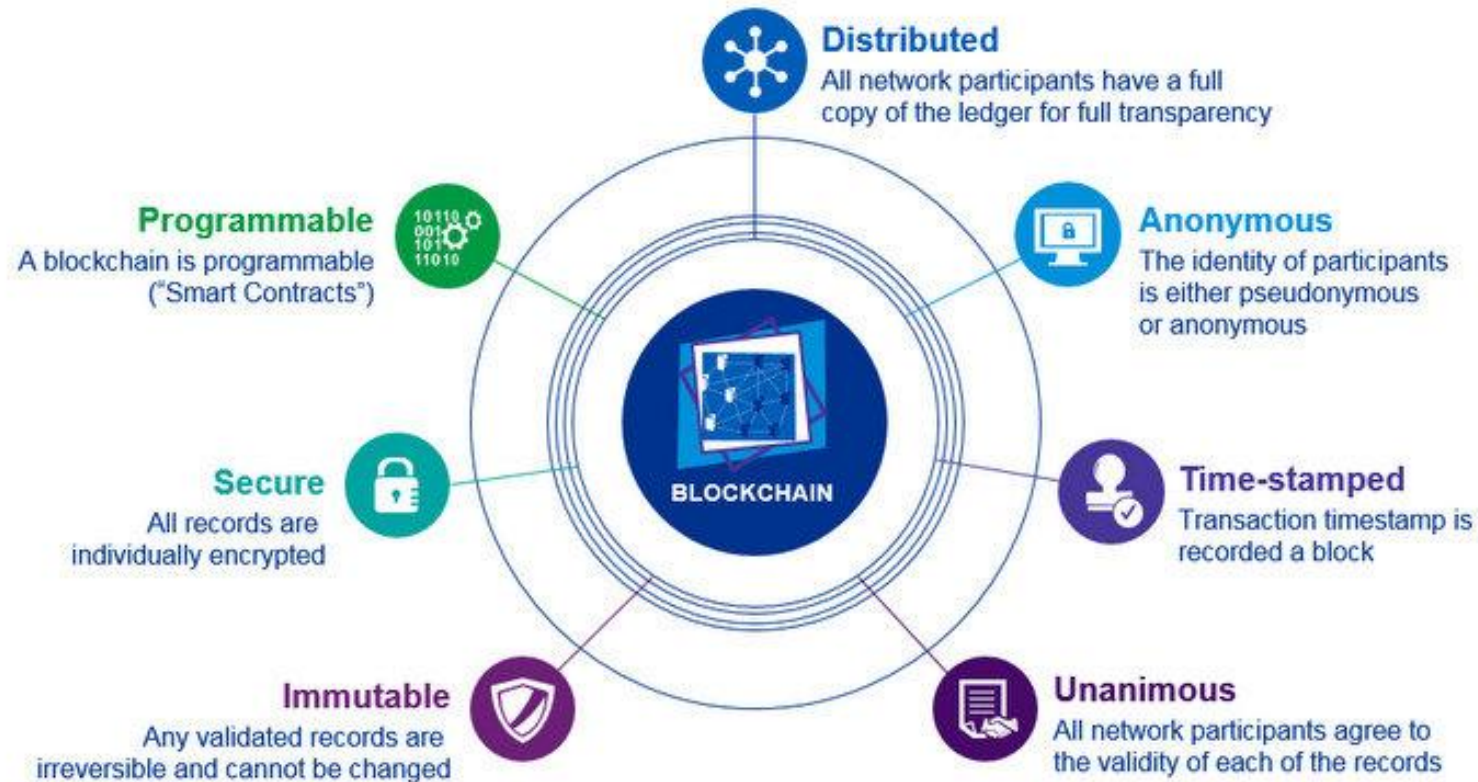 Distributed
All network participants have a full
copy of the ledger for full transparency
Programmable
A blockchain is programmable
(“Smart Contracts”)
10110
001
101
11010
Anonymous
The identity of participants
is either pseudonymous
or anonymous
BLOCKCHAIN
Secure
All records are
individually encrypted
Time-stamped
Transaction timestamp is
recorded a block
Immutable
Any validated records are
irreversible and cannot be changed
Unanimous
All network participants agree to
the validity of each of the records